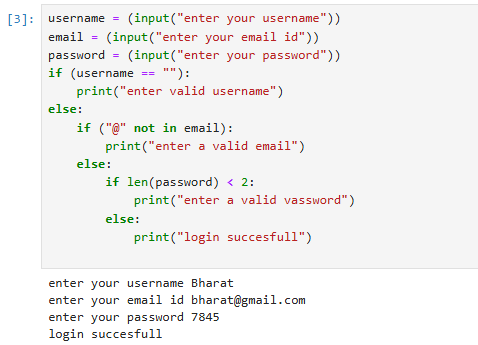 [3]: username = (input("enter your username"))
email = (input("enter your email id"))
password = (input("enter your password"))
if (username == ""):
    print("enter valid username")
else:
    if ("@" not in email):
        print("enter a valid email")
    else:
        if len(password) < 2:
            print("enter a valid vassword")
        else:
            print("login succesfull")
enter your username Bharat
enter your email id bharat@gmail.com
enter your password 7845
login succesfull